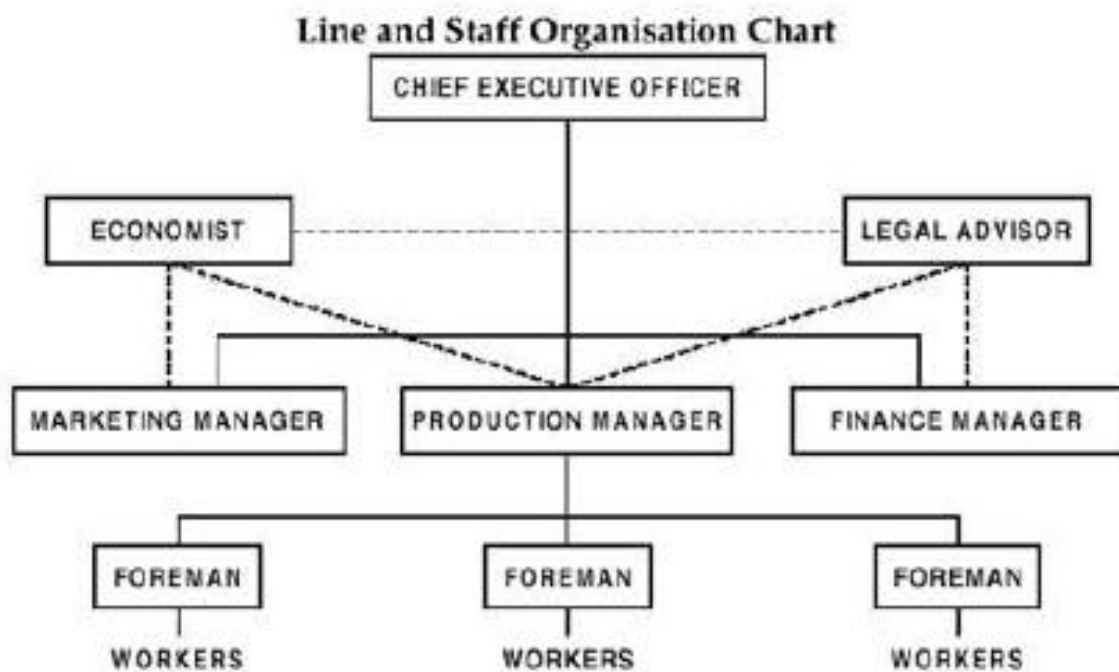 Line and Staff Organisation Chart
CHIEF EXECUTIVE OFFICER
ECONOMIST
LEGAL ADVISOR
MARKETING MANAGER
PRODUCTION MANAGER
FINANCE MANAGER
FOREMAN
FOREMAN
FOREMAN
WORKERS
WORKERS
WORKERS